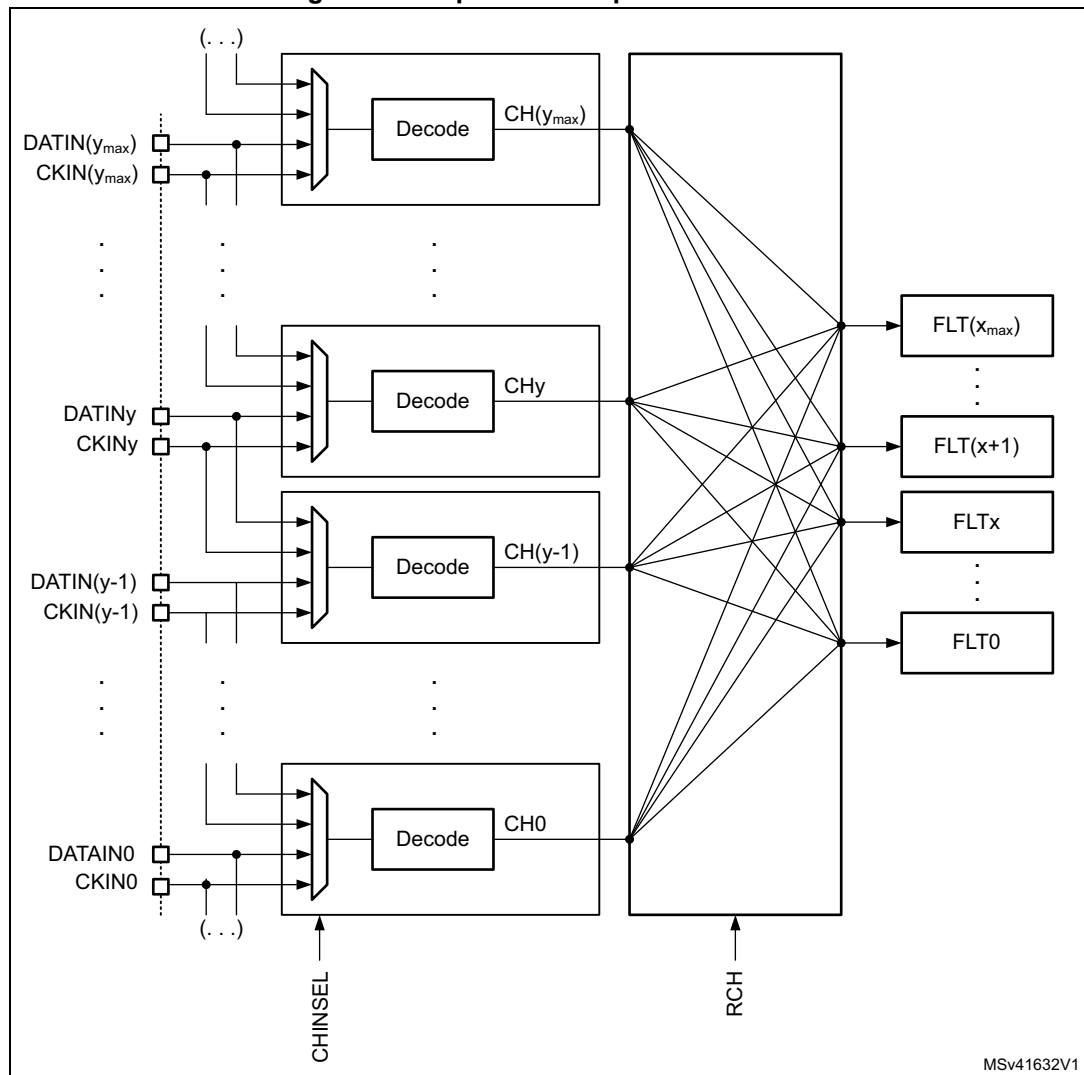 (. . .)
DATIN(ymax)
CKIN(ymax)
Decode
CH(ymax)
DATINy
CKINy
Decode
CHy
DATIN(y-1)
CKIN(y-1)
Decode
CH(y-1)
DATAIN0
CKIN0
Decode
CH0
(. . .)
FLT(xmax)
FLT(x+1)
FLTx
FLT0
CHINSEL
RCH
MSv41632V1